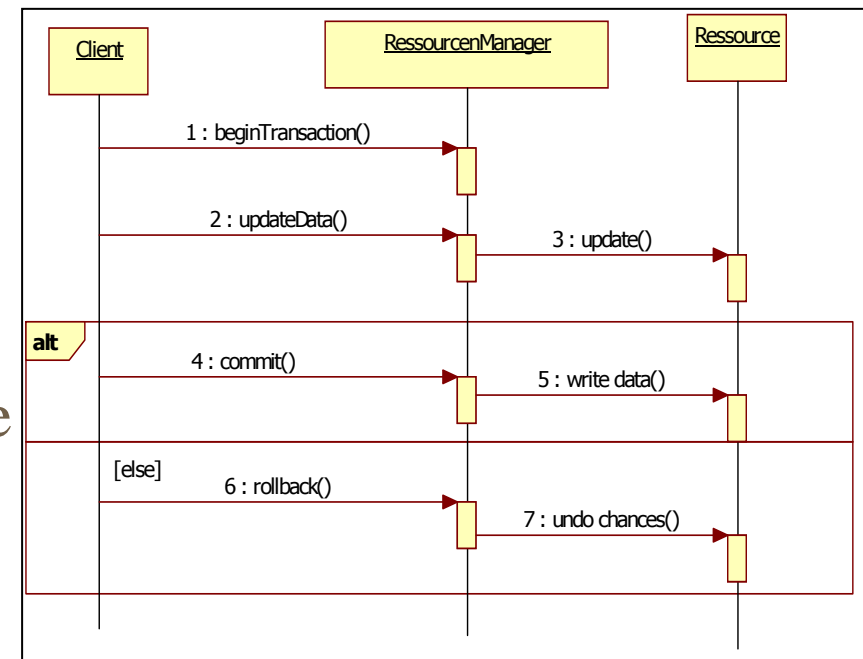 Client
RessourcenManager
Ressource
1 : beginTransaction()
2 : updateData()
3 : update()
alt
4 : commit()
5 : write data()
e
[else]
6 : rollback()
7 : undo chances()